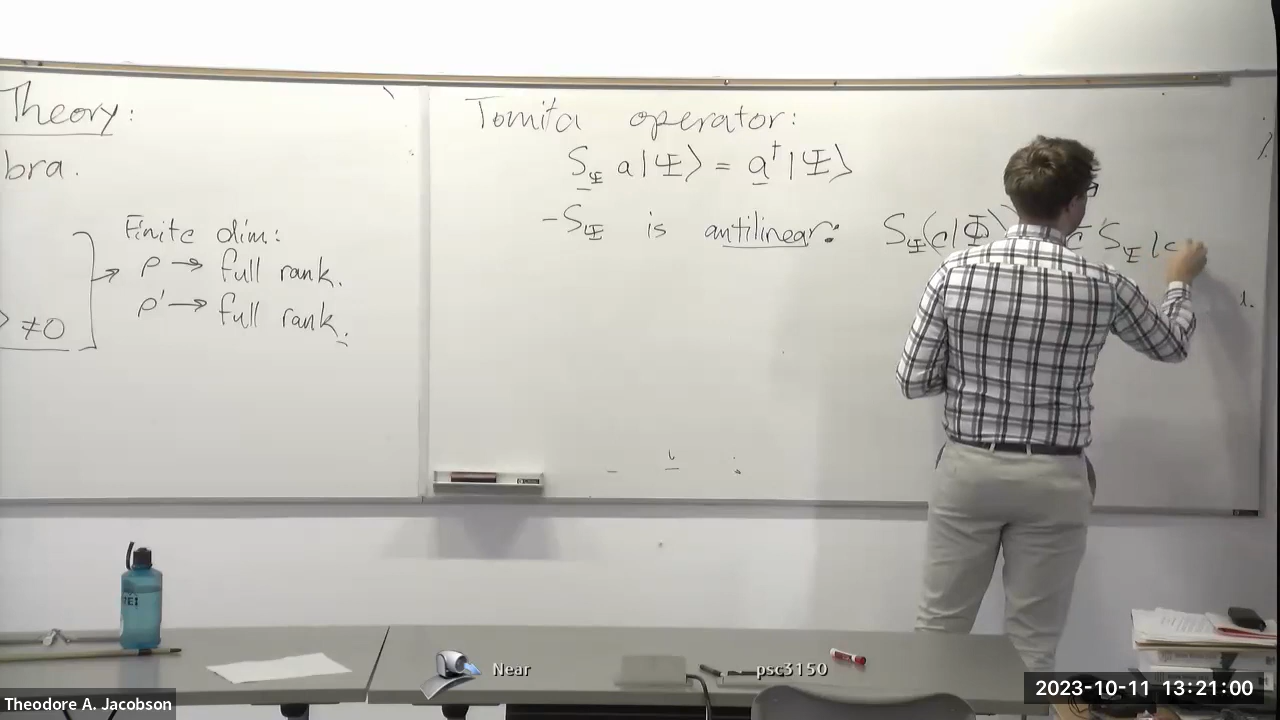 Theory:
bra.
Finite dim:
ρ → full rank.
≠0
ρ' → full rank.
Tomita operator:
S_Ψ a|Ψ⟩ = a†|Ψ⟩
- S_Ψ is antilinear: S_Ψ(c|Φ⟩ c̄ S_Ψ|
Near
psc3150
2023-10-11 13:21:00
Theodore A. Jacobson